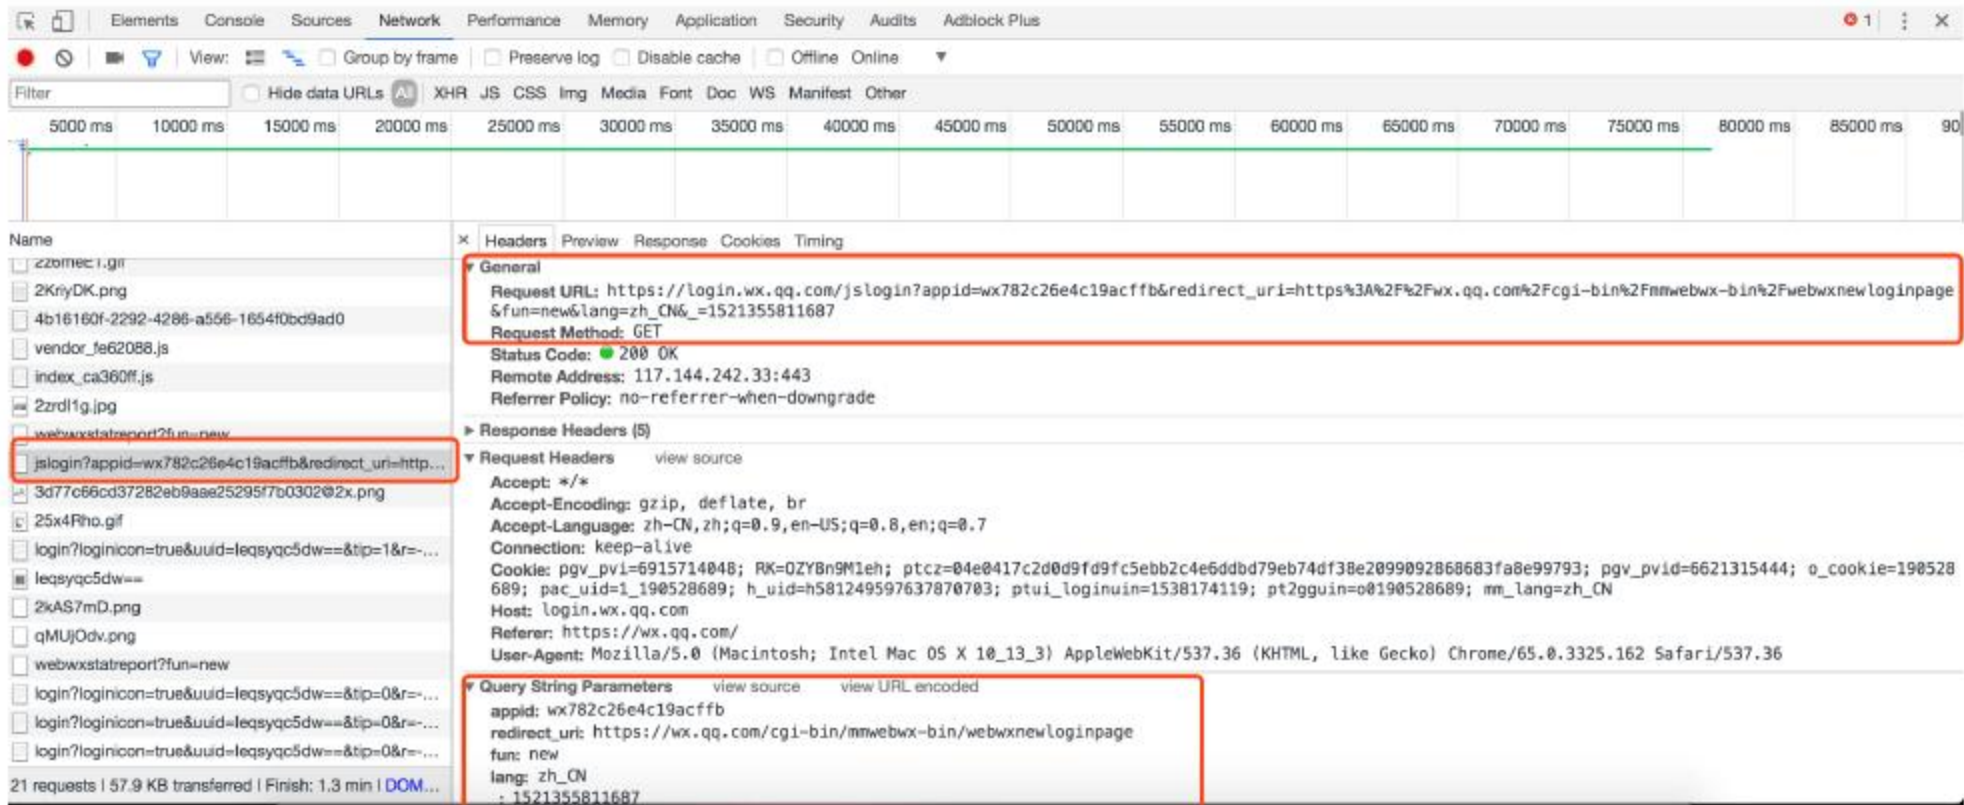 Elements Console Sources Network Performance Memory Application Security Audits Adblock Plus 1
View: Group by frame Preserve log Disable cache Offline Online
Filter Hide data URLs All XHR JS CSS Img Media Font Doc WS Manifest Other
5000 ms 10000 ms 15000 ms 20000 ms 25000 ms 30000 ms 35000 ms 40000 ms 45000 ms 50000 ms 55000 ms 60000 ms 65000 ms 70000 ms 75000 ms 80000 ms 85000 ms 90
Name
2KriyDK.png
4b16160f-2292-4286-a556-1654f0bd9ad0
vendor_fe62088.js
index_ca360ff.js
2zrdI1g.jpg
webwxstatreport?fun=new
jslogin?appid=wx782c26e4c19acffb&redirect_uri=http...
3d77c66cd37282eb9aae25295f7b0302@2x.png
25x4Rho.gif
login?loginicon=true&uuid=leqsyqc5dw==&tip=1&r=-...
leqsyqc5dw==
2kAS7mD.png
qMUjOdv.png
webwxstatreport?fun=new
login?loginicon=true&uuid=leqsyqc5dw==&tip=0&r=-...
login?loginicon=true&uuid=leqsyqc5dw==&tip=0&r=-...
login?loginicon=true&uuid=leqsyqc5dw==&tip=0&r=-...
21 requests | 57.9 KB transferred | Finish: 1.3 min | DOM...
× Headers Preview Response Cookies Timing
General
Request URL: https://login.wx.qq.com/jslogin?appid=wx782c26e4c19acffb&redirect_uri=https%3A%2F%2Fwx.qq.com%2Fcgi-bin%2Fmmwebwx-bin%2Fwebwxnewloginpage
&fun=new&lang=zh_CN&_=1521355811687
Request Method: GET
Status Code: 200 OK
Remote Address: 117.144.242.33:443
Referrer Policy: no-referrer-when-downgrade
Response Headers (5)
Request Headers view source
Accept: */*
Accept-Encoding: gzip, deflate, br
Accept-Language: zh-CN,zh;q=0.9,en-US;q=0.8,en;q=0.7
Connection: keep-alive
Cookie: pgv_pvi=6915714048; RK=OZYBn9M1eh; ptcz=04e0417c2d0d9fd9fc5ebb2c4e6ddbd79eb74df38e2099092868683fa8e99793; pgv_pvid=6621315444; o_cookie=190528
689; pac_uid=1_190528689; h_uid=h581249597637870703; ptui_loginuin=1538174119; pt2gguin=o0190528689; mm_lang=zh_CN
Host: login.wx.qq.com
Referer: https://wx.qq.com/
User-Agent: Mozilla/5.0 (Macintosh; Intel Mac OS X 10_13_3) AppleWebKit/537.36 (KHTML, like Gecko) Chrome/65.0.3325.162 Safari/537.36
Query String Parameters view source view URL encoded
appid: wx782c26e4c19acffb
redirect_uri: https://wx.qq.com/cgi-bin/mmwebwx-bin/webwxnewloginpage
fun: new
lang: zh_CN
: 1521355811687